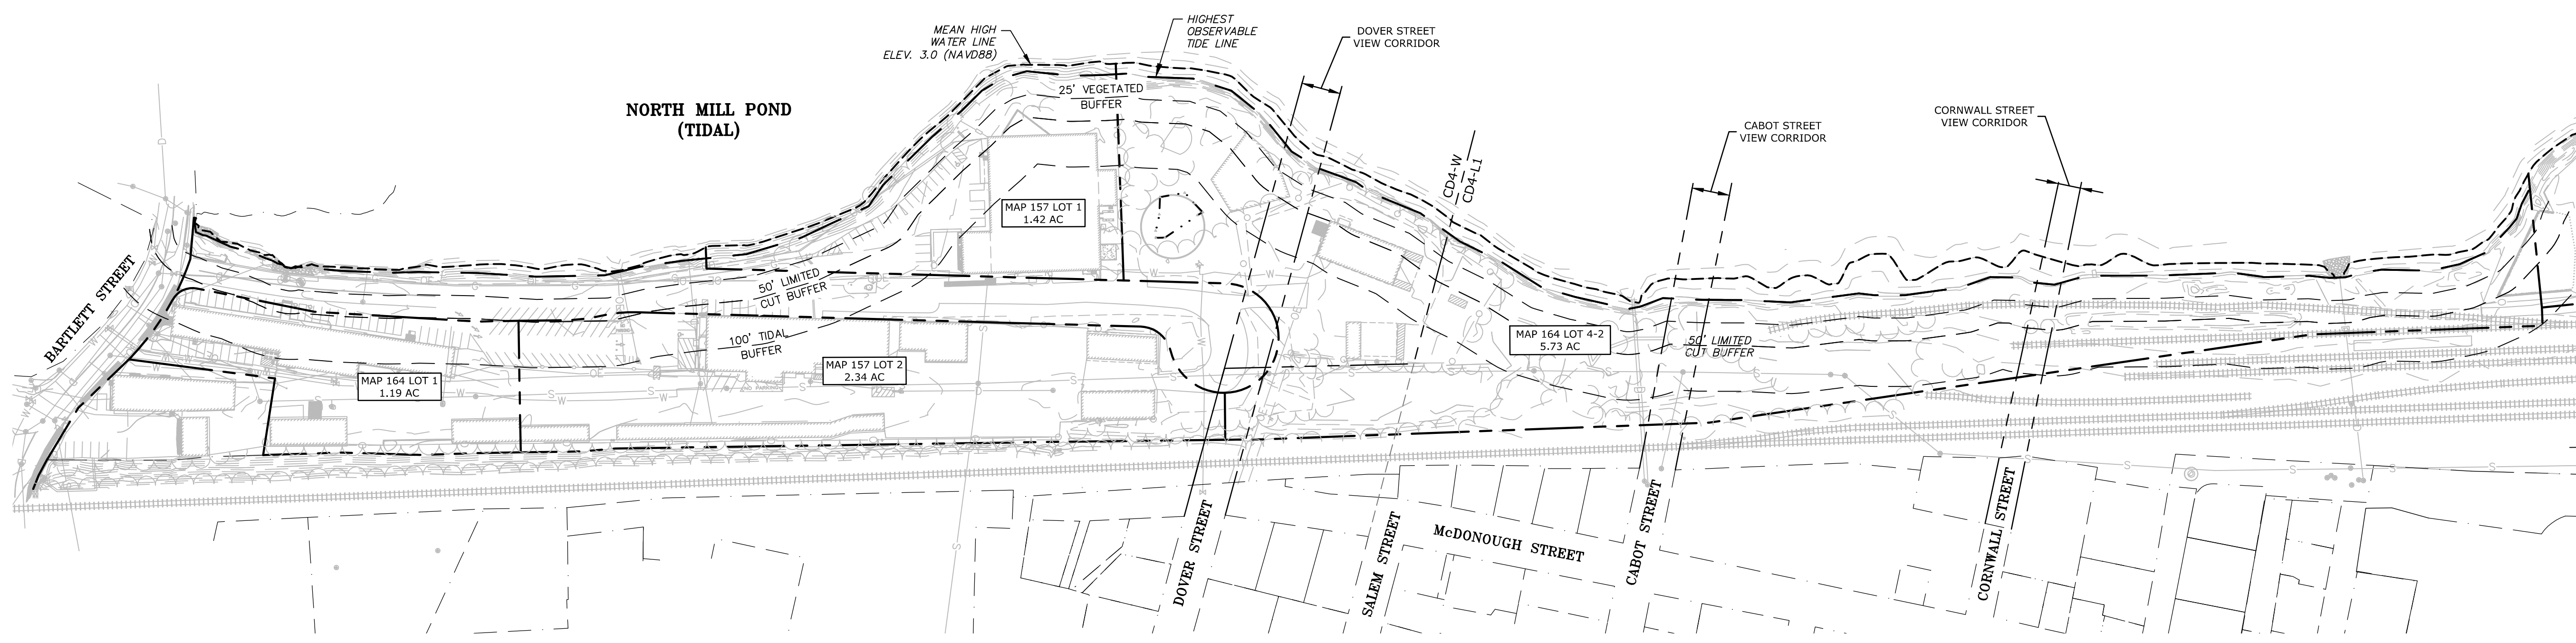 MEAN HIGH
WATER LINE
ELEV. 3.0 (NAVD88)
HIGHEST
OBSERVABLE
TIDE LINE
DOVER STREET
VIEW CORRIDOR
NORTH MILL POND
(TIDAL)
25' VEGETATED
BUFFER
CABOT STREET
VIEW CORRIDOR
CORNWALL STREET
VIEW CORRIDOR
CD4-W
CD4-L1
MAP 157 LOT 1
1.42 AC
BARTLETT STREET
50' LIMITED
CUT BUFFER
100' TIDAL
BUFFER
MAP 164 LOT 1
1.19 AC
MAP 157 LOT 2
2.34 AC
MAP 164 LOT 4-2
5.73 AC
50' LIMITED
CUT BUFFER
DOVER STREET
SALEM STREET
McDONOUGH STREET
CABOT STREET
CORNWALL STREET